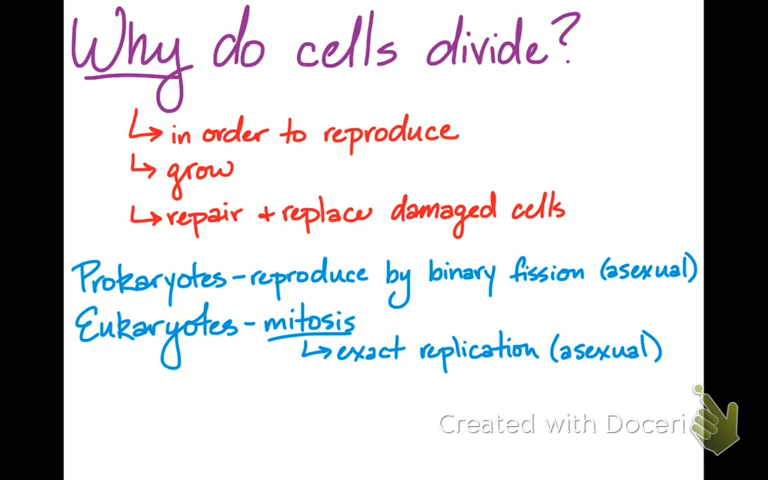 Why do cells divide?
↳ in order to reproduce
↳ grow
↳ repair + replace damaged cells
Prokaryotes - reproduce by binary fission (asexual)
Eukaryotes - mitosis
↳ exact replication (asexual)
Created with Doceri